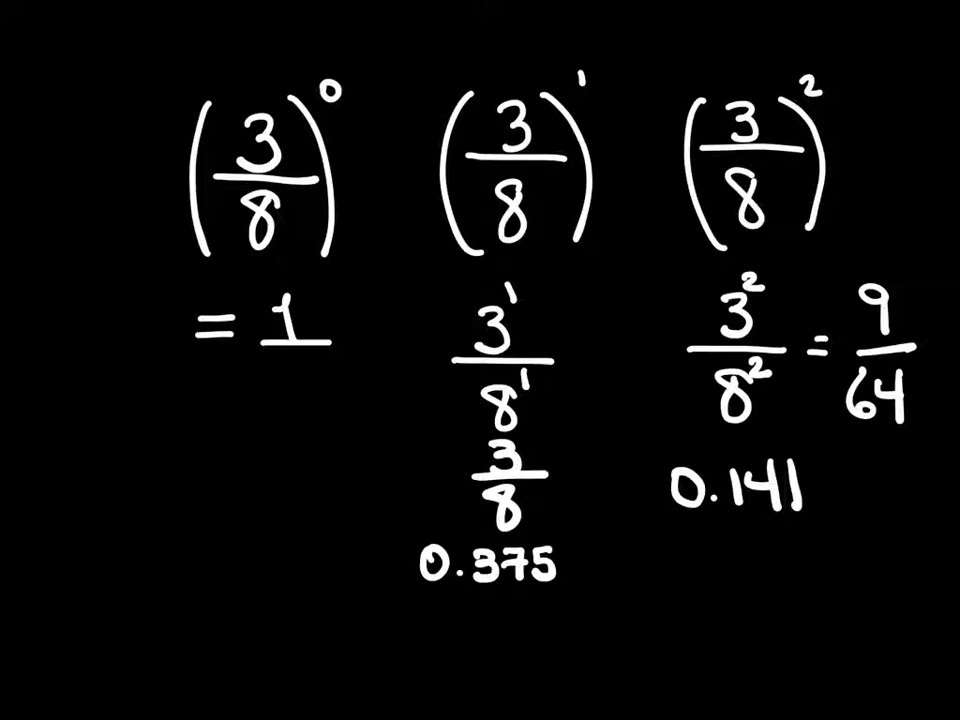 (3/8)^0 (3/8)^1 (3/8)^2
= 1
3^1/8^1
3/8
0.375
3^2/8^2 = 9/64
0.141